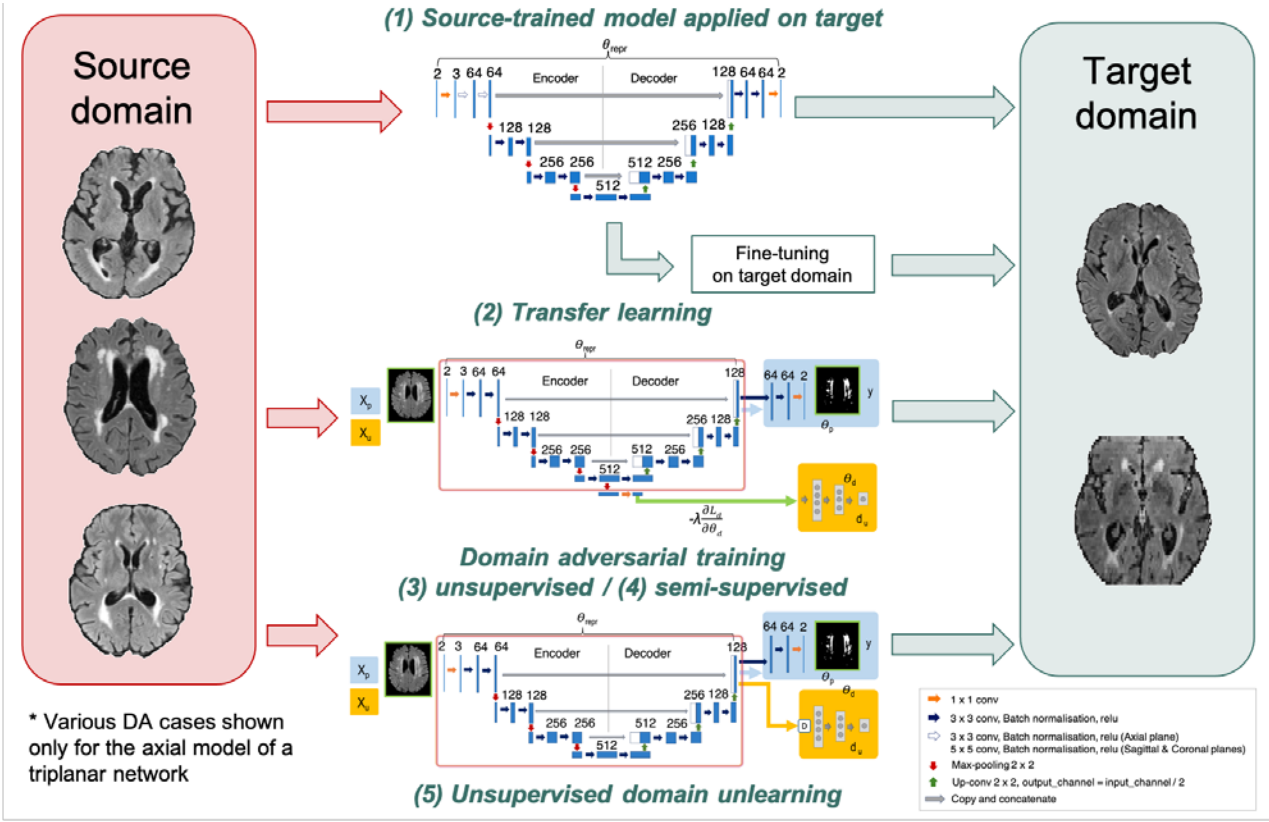 (1) Source-trained model applied on target
Source
domain
Target
domain
θrepr
2 3 64 64
Encoder
Decoder
128 64 64 2
128 128
256 128
256 256
512 256
512
Fine-tuning
on target domain
(2) Transfer learning
θrepr
Xp
Xu
2 3 64 64
Encoder
Decoder
128
64 64 2
y
θp
128 128
256 128
256 256
512 256
512
-λ ∂Ld/∂θd
θd
du
Domain adversarial training
(3) unsupervised / (4) semi-supervised
θrepr
Xp
Xu
2 3 64 64
Encoder
Decoder
128
64 64 2
y
θp
128 128
256 128
256 256
512 256
512
θd
D
du
(5) Unsupervised domain unlearning
* Various DA cases shown
only for the axial model of a
triplanar network
1 x 1 conv
3 x 3 conv, Batch normalisation, relu
3 x 3 conv, Batch normalisation, relu (Axial plane)
5 x 5 conv, Batch normalisation, relu (Sagittal & Coronal planes)
Max-pooling 2 x 2
Up-conv 2 x 2, output_channel = input_channel / 2
Copy and concatenate